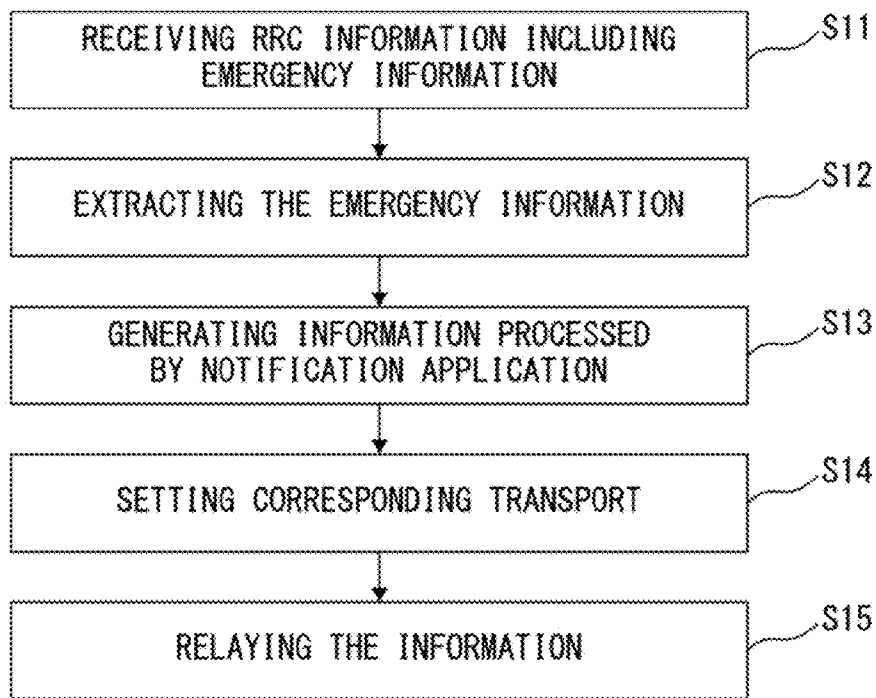 RECEIVING RRC INFORMATION INCLUDING
EMERGENCY INFORMATION
S11
EXTRACTING THE EMERGENCY INFORMATION
S12
GENERATING INFORMATION PROCESSED
BY NOTIFICATION APPLICATION
S13
SETTING CORRESPONDING TRANSPORT
S14
RELAYING THE INFORMATION
S15